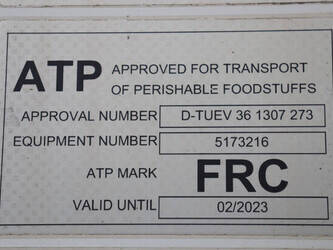 ATP APPROVED FOR TRANSPORT
OF PERISHABLE FOODSTUFFS
APPROVAL NUMBER D-TUEV 36 1307 273
EQUIPMENT NUMBER 5173216
ATP MARK FRC
VALID UNTIL 02/2023